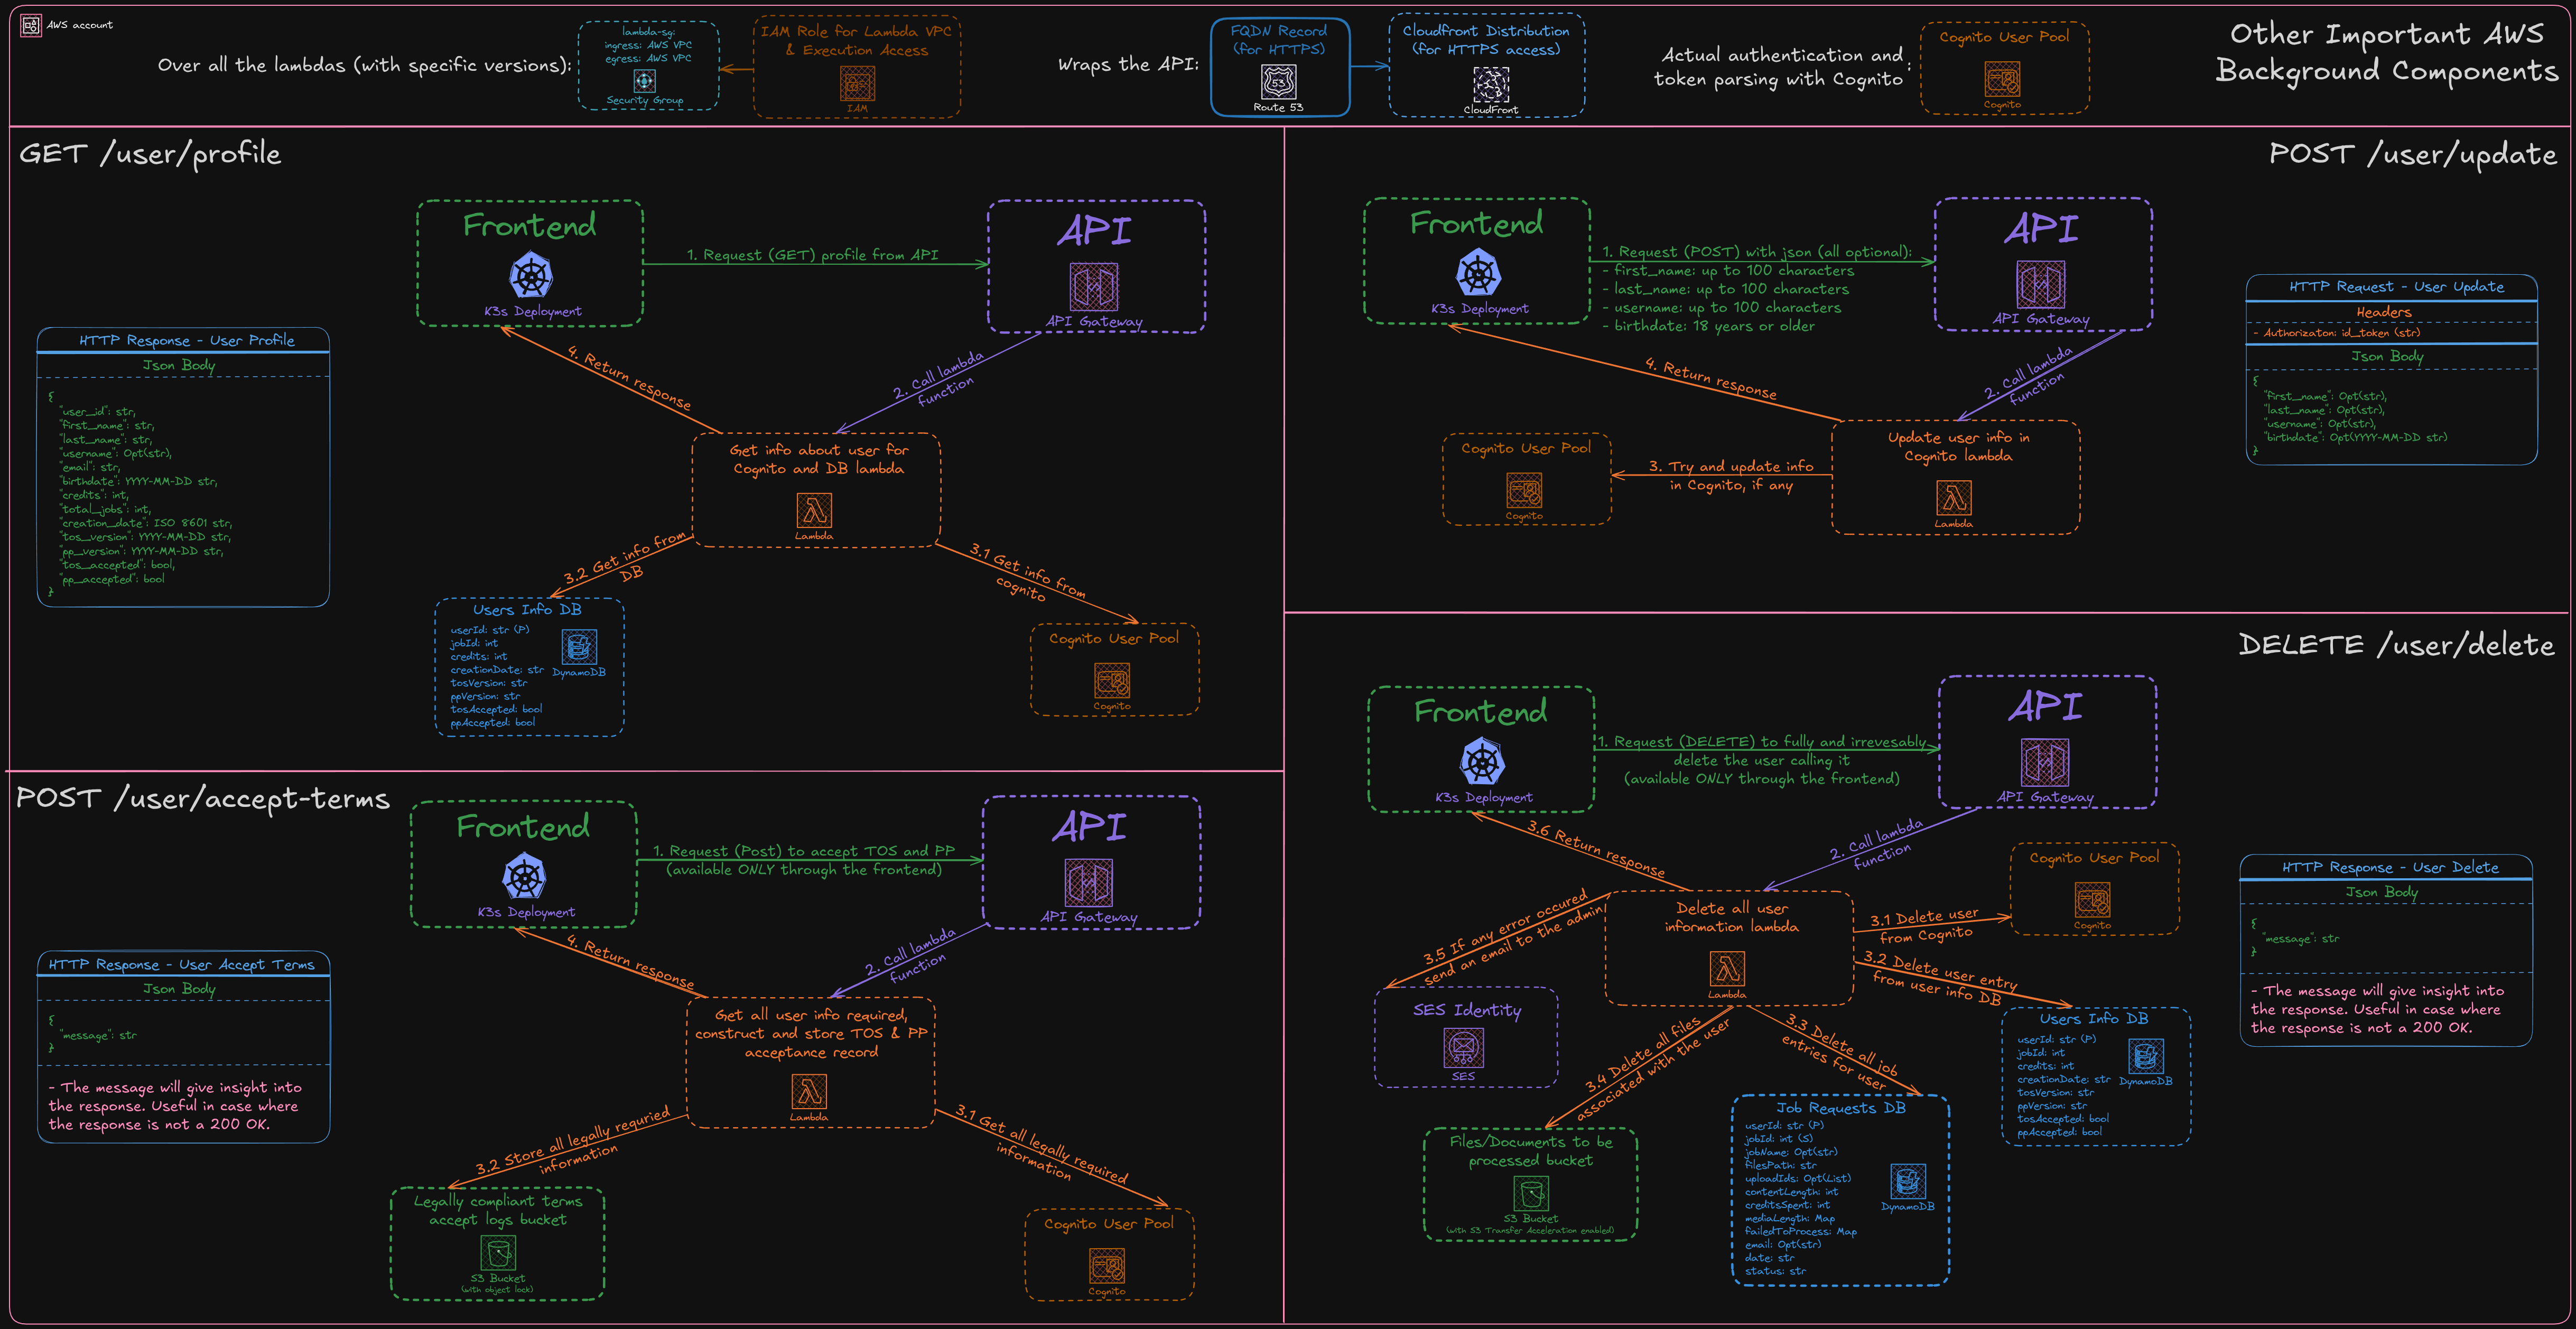 AWS account
Over all the lambdas (with specific versions):
lambda-sg:
ingress: AWS VPC
egress: AWS VPC
Security Group
IAM Role for Lambda VPC
& Execution Access
IAM
Wraps the API:
FQDN Record
(for HTTPS)
53
Route 53
Cloudfront Distribution
(for HTTPS access)
CloudFront
Actual authentication and
token parsing with Cognito :
Cognito User Pool
Cognito
Other Important AWS
Background Components
GET /user/profile
Frontend
K3s Deployment
1. Request (GET) profile from API
API
API Gateway
2. Call lambda
function
4. Return response
Get info about user for
Cognito and DB lambda
Lambda
3.2 Get info from
DB
3.1 Get info from
cognito
Users Info DB
userId: str (P)
jobId: int
credits: int
creationDate: str
tosVersion: str
ppVersion: str
tosAccepted: bool
ppAccepted: bool
DynamoDB
Cognito User Pool
Cognito
HTTP Response - User Profile
Json Body
{
"user_id": str,
"first_name": str,
"last_name": str,
"username": Opt(str),
"email": str,
"birthdate": YYYY-MM-DD str,
"credits": int,
"total_jobs": int,
"creation_date": ISO 8601 str,
"tos_version": YYYY-MM-DD str,
"pp_version": YYYY-MM-DD str,
"tos_accepted": bool,
"pp_accepted": bool
}
POST /user/update
Frontend
K3s Deployment
1. Request (POST) with json (all optional):
- first_name: up to 100 characters
- last_name: up to 100 characters
- username: up to 100 characters
- birthdate: 18 years or older
API
API Gateway
2. Call lambda
function
4. Return response
Update user info in
Cognito lambda
Lambda
3. Try and update info
in Cognito, if any
Cognito User Pool
Cognito
HTTP Request - User Update
Headers
- Authorizaton: id_token (str)
Json Body
{
"first_name": Opt(str),
"last_name": Opt(str),
"username": Opt(str),
"birthdate": Opt(YYYY-MM-DD str)
}
POST /user/accept-terms
Frontend
K3s Deployment
1. Request (Post) to accept TOS and PP
(available ONLY through the frontend)
API
API Gateway
2. Call lambda
function
4. Return response
Get all user info required,
construct and store TOS & PP
acceptance record
Lambda
3.2 Store all legally requried
information
3.1 Get all legally required
information
Legally compliant terms
accept logs bucket
S3 Bucket
(with object lock)
Cognito User Pool
Cognito
HTTP Response - User Accept Terms
Json Body
{
"message": str
}
- The message will give insight into
the response. Useful in case where
the response is not a 200 OK.
DELETE /user/delete
Frontend
K3s Deployment
1. Request (DELETE) to fully and irrevesably
delete the user calling it
(available ONLY through the frontend)
API
API Gateway
2. Call lambda
function
3.6 Return response
Delete all user
information lambda
Lambda
3.1 Delete user
from Cognito
Cognito User Pool
Cognito
3.2 Delete user entry
from user info DB
Users Info DB
userId: str (P)
jobId: int
credits: int
creationDate: str
tosVersion: str
ppVersion: str
tosAccepted: bool
ppAccepted: bool
DynamoDB
3.5 If any error occured
send an email to the admin
SES Identity
SES
3.4 Delete all files
associated with the user
Files/Documents to be
processed bucket
S3 Bucket
(with S3 Transfer Acceleration enabled)
3.3 Delete all job
entries for user
Job Requests DB
userId: str (P)
jobId: int (S)
jobName: Opt(str)
filesPath: str
uploadIds: Opt(List)
contentLength: int
creditsSpent: int
mediaLength: Map
failedToProcess: Map
email: Opt(str)
date: str
status: str
DynamoDB
HTTP Response - User Delete
Json Body
{
"message": str
}
- The message will give insight into
the response. Useful in case where
the response is not a 200 OK.